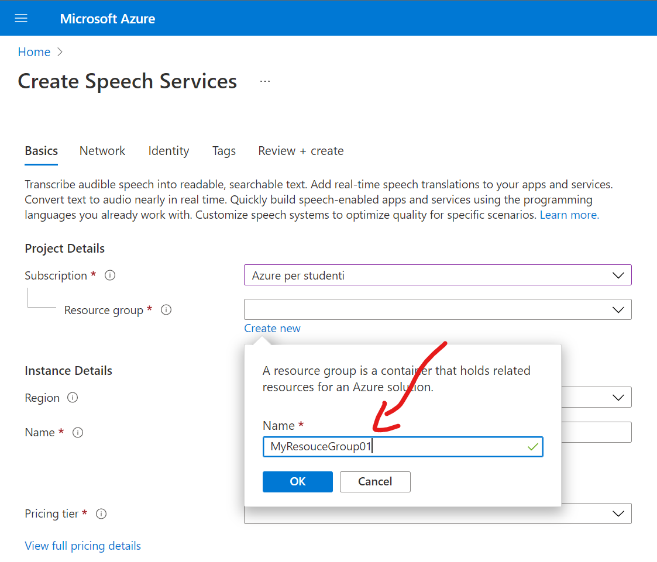 Microsoft Azure
Home >
Create Speech Services ...
Basics Network Identity Tags Review + create
Transcribe audible speech into readable, searchable text. Add real-time speech translations to your apps and services.
Convert text to audio nearly in real time. Quickly build speech-enabled apps and services using the programming
languages you already work with. Customize speech systems to optimize quality for specific scenarios. Learn more.
Project Details
Subscription * Azure per studenti
Resource group *
Create new
A resource group is a container that holds related
resources for an Azure solution.
Instance Details
Region
Name *
Name *
MyResouceGroup01
OK Cancel
Pricing tier *
View full pricing details